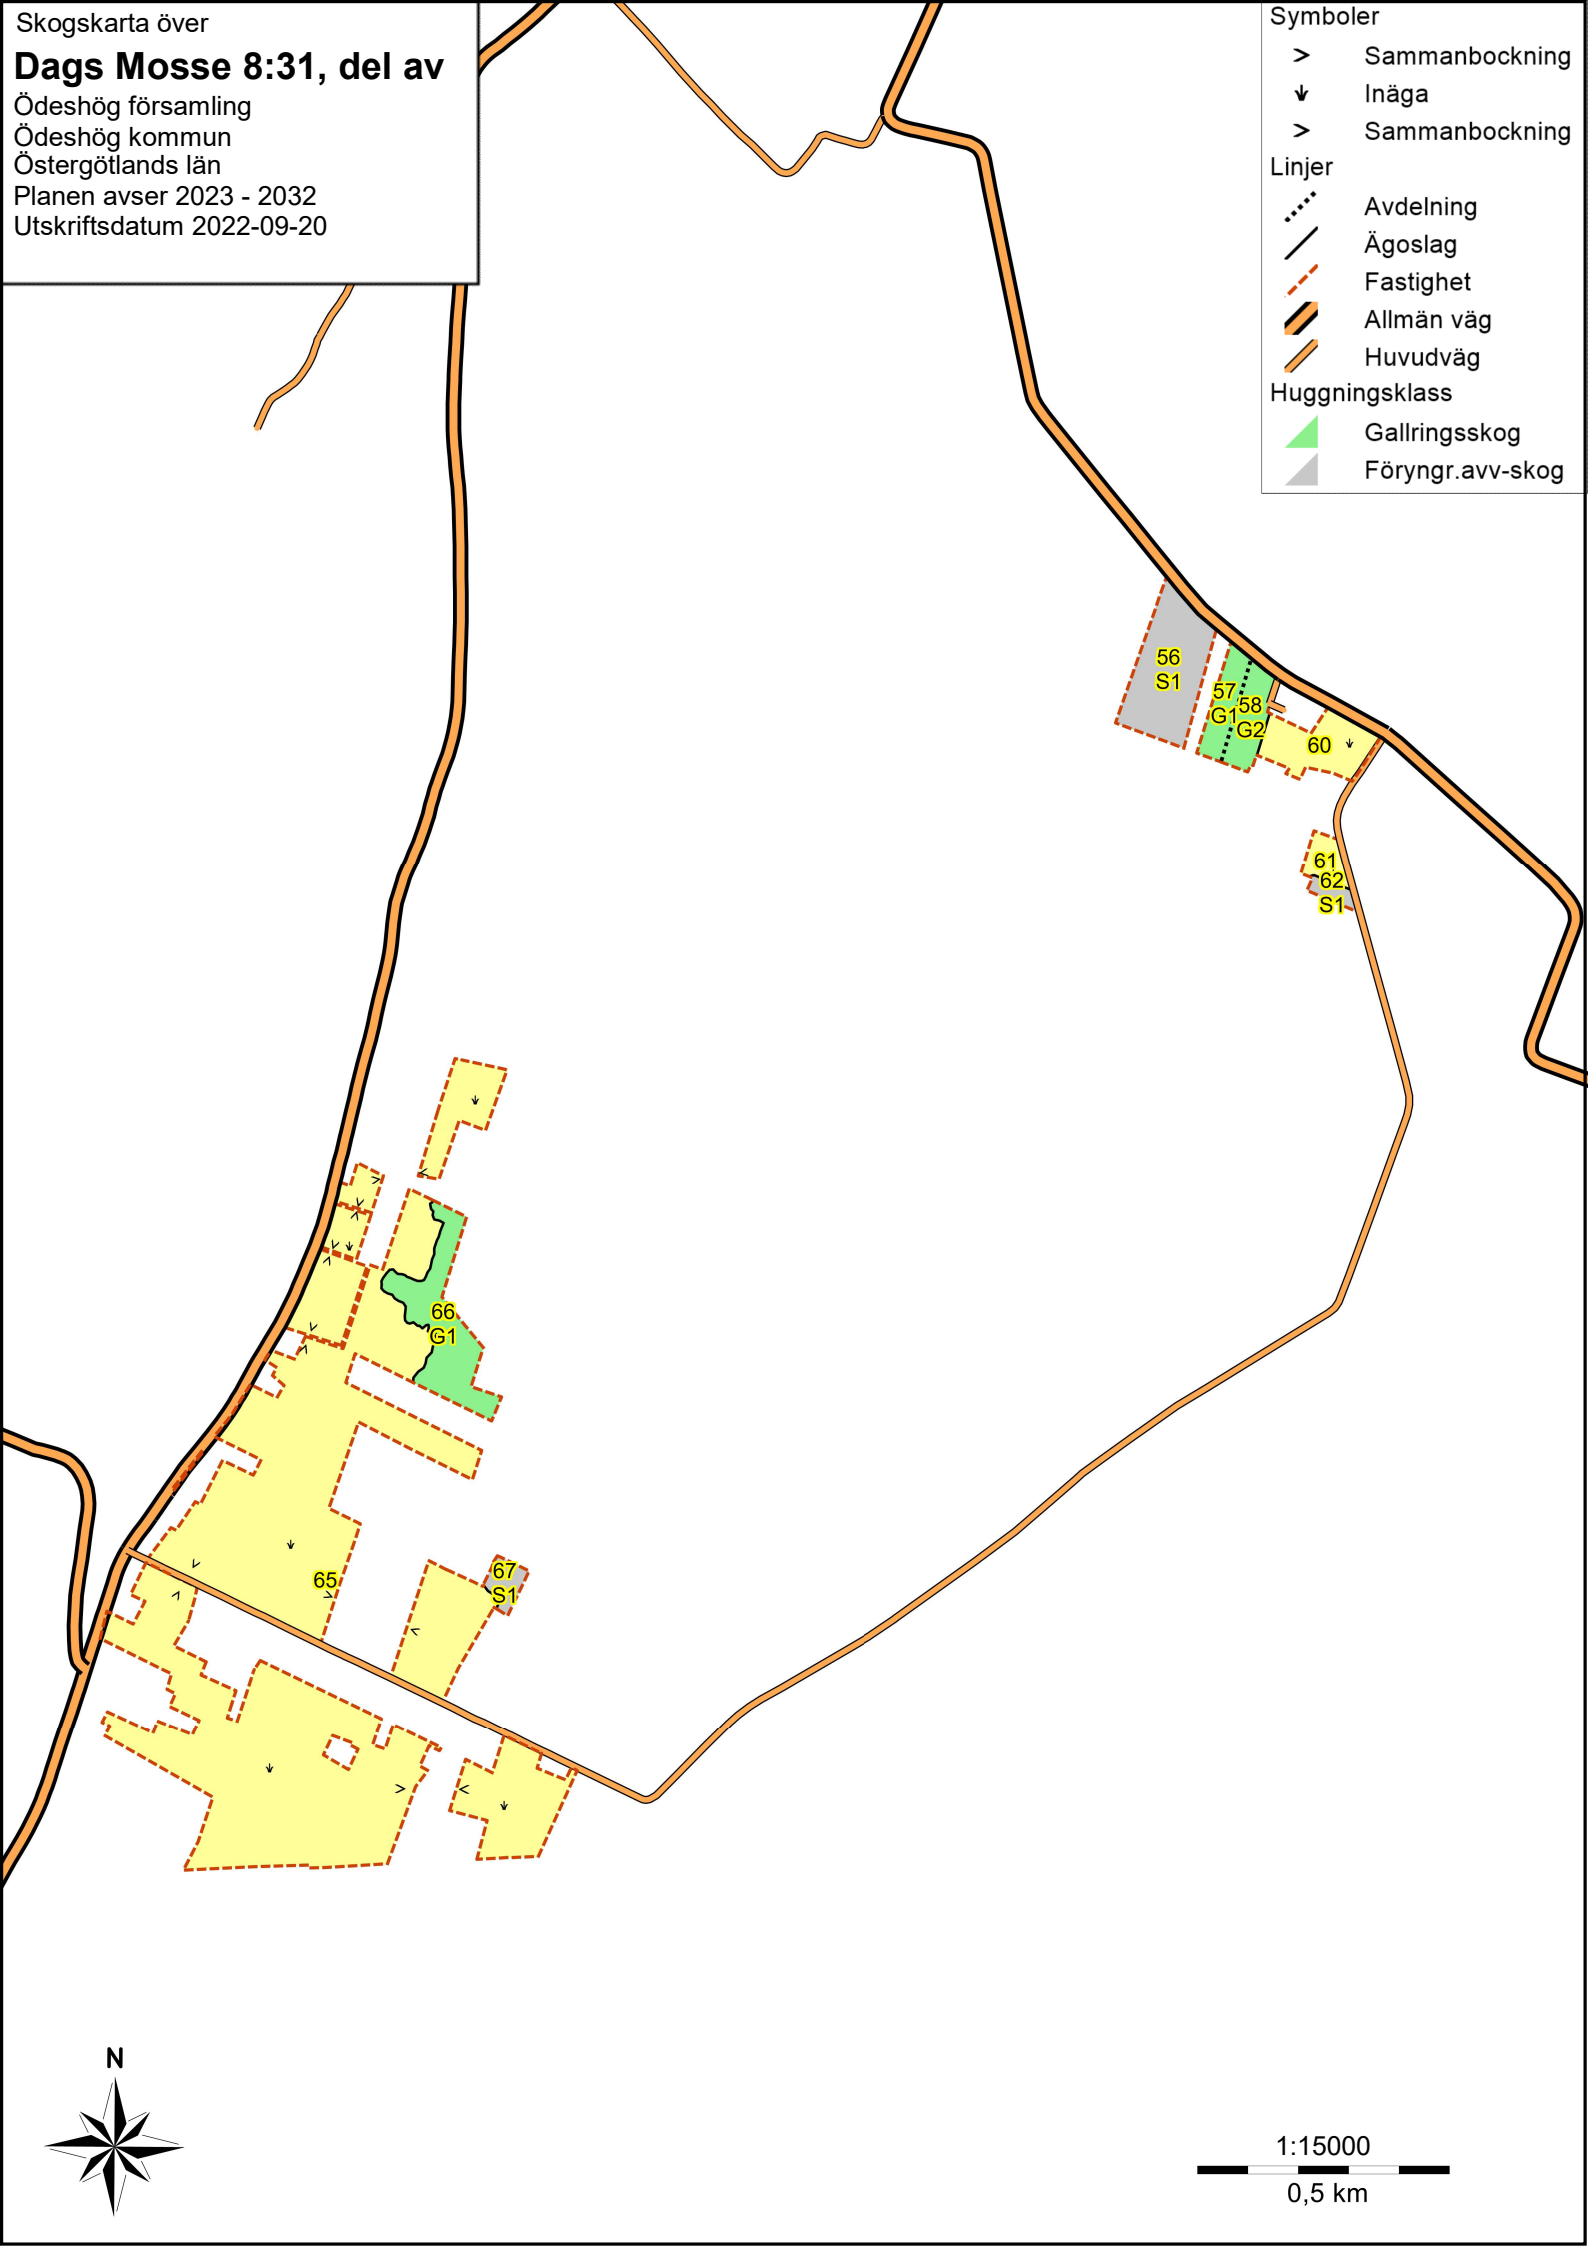 Skogskarta över
Dags Mosse 8:31, del av
Ödeshög församling
Ödeshög kommun
Östergötlands län
Planen avser 2023 - 2032
Utskriftsdatum 2022-09-20
Symboler
Sammanbockning
Inäga
Sammanbockning
Linjer
Avdelning
Ägoslag
Fastighet
Allmän väg
Huvudväg
Huggningsklass
Gallringsskog
Föryngr.avv-skog
56
S1
57
G1
58
G2
60
61
62
S1
66
G1
67
S1
65
N
1:15000
0,5 km